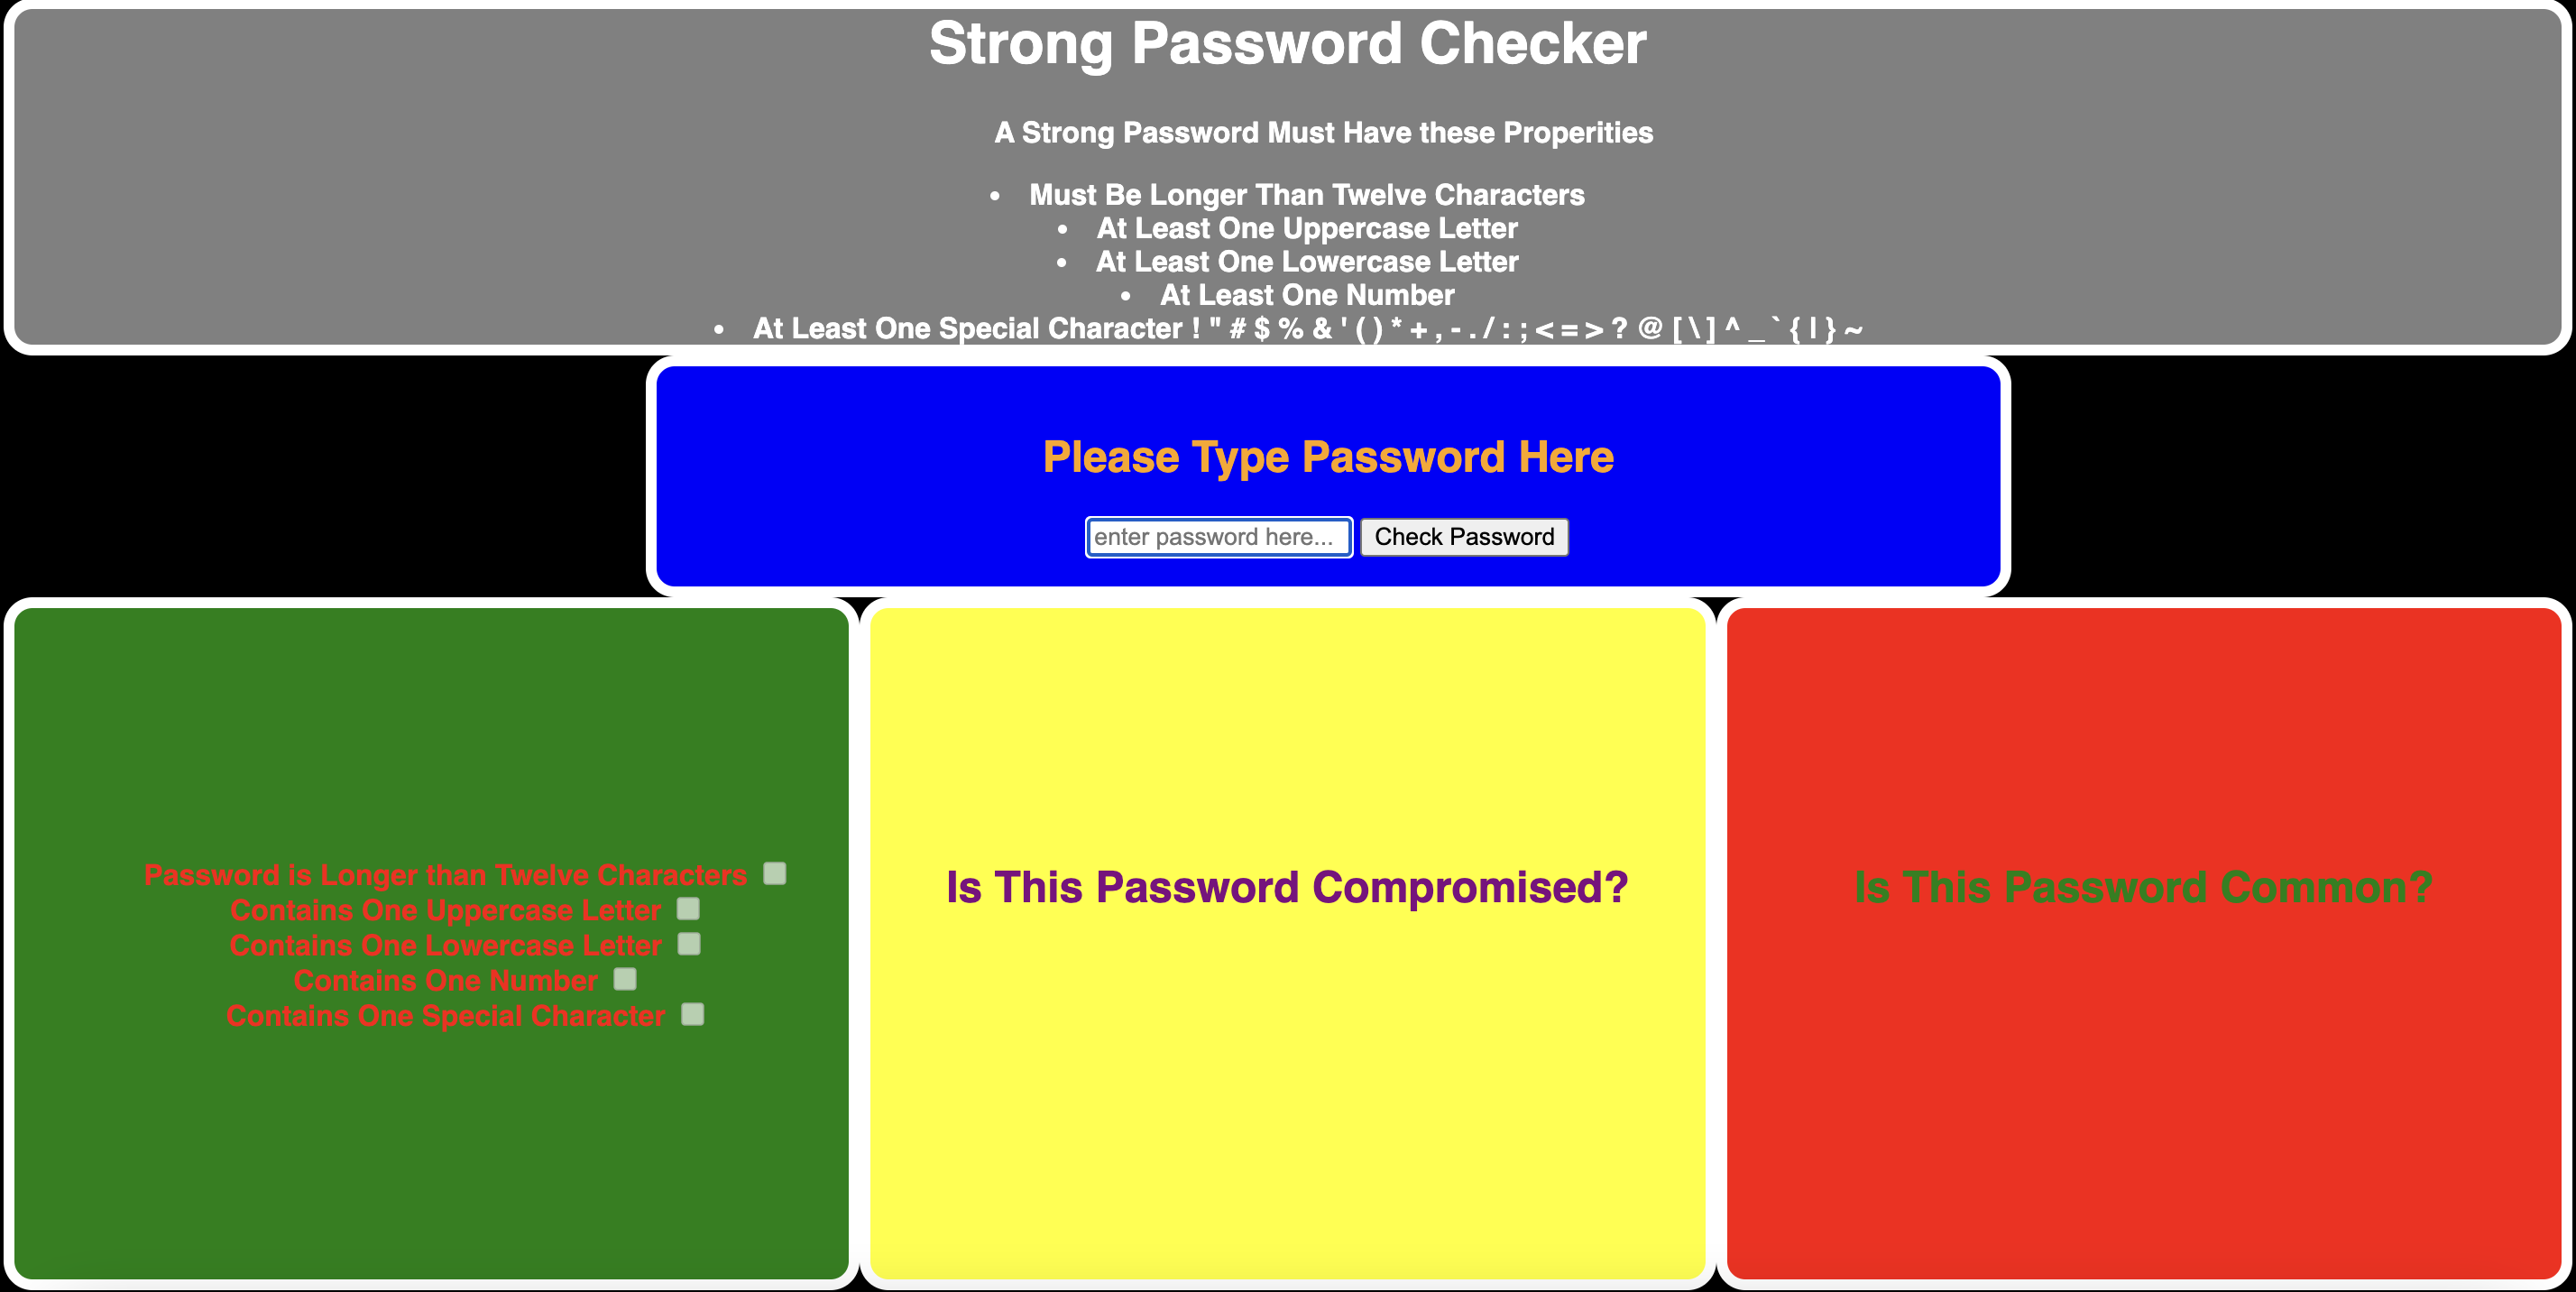 Strong Password Checker
A Strong Password Must Have these Properities
• Must Be Longer Than Twelve Characters
• At Least One Uppercase Letter
• At Least One Lowercase Letter
• At Least One Number
• At Least One Special Character ! " # $ % & ' ( ) * + , - . / : ; < = > ? @ [ \ ] ^ _ ` { | } ~
Please Type Password Here
enter password here... Check Password
Password is Longer than Twelve Characters
Contains One Uppercase Letter
Contains One Lowercase Letter
Contains One Number
Contains One Special Character
Is This Password Compromised?
Is This Password Common?